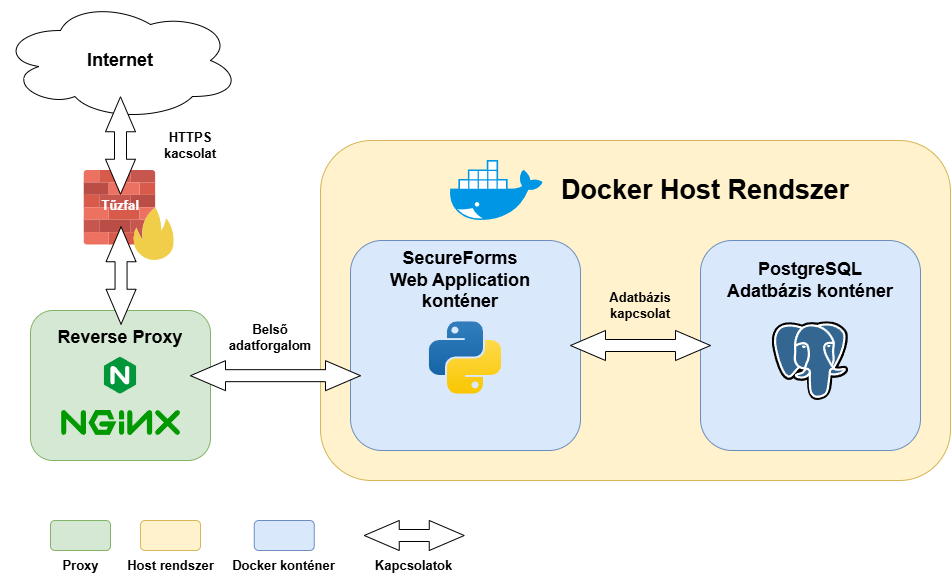 Internet
HTTPS
kacsolat
Tűzfal
Docker Host Rendszer
SecureForms
Web Application
konténer
PostgreSQL
Adatbázis konténer
Adatbázis
kapcsolat
Reverse Proxy
N
NGiNX
Belső
adatforgalom
Proxy
Host rendszer
Docker konténer
Kapcsolatok